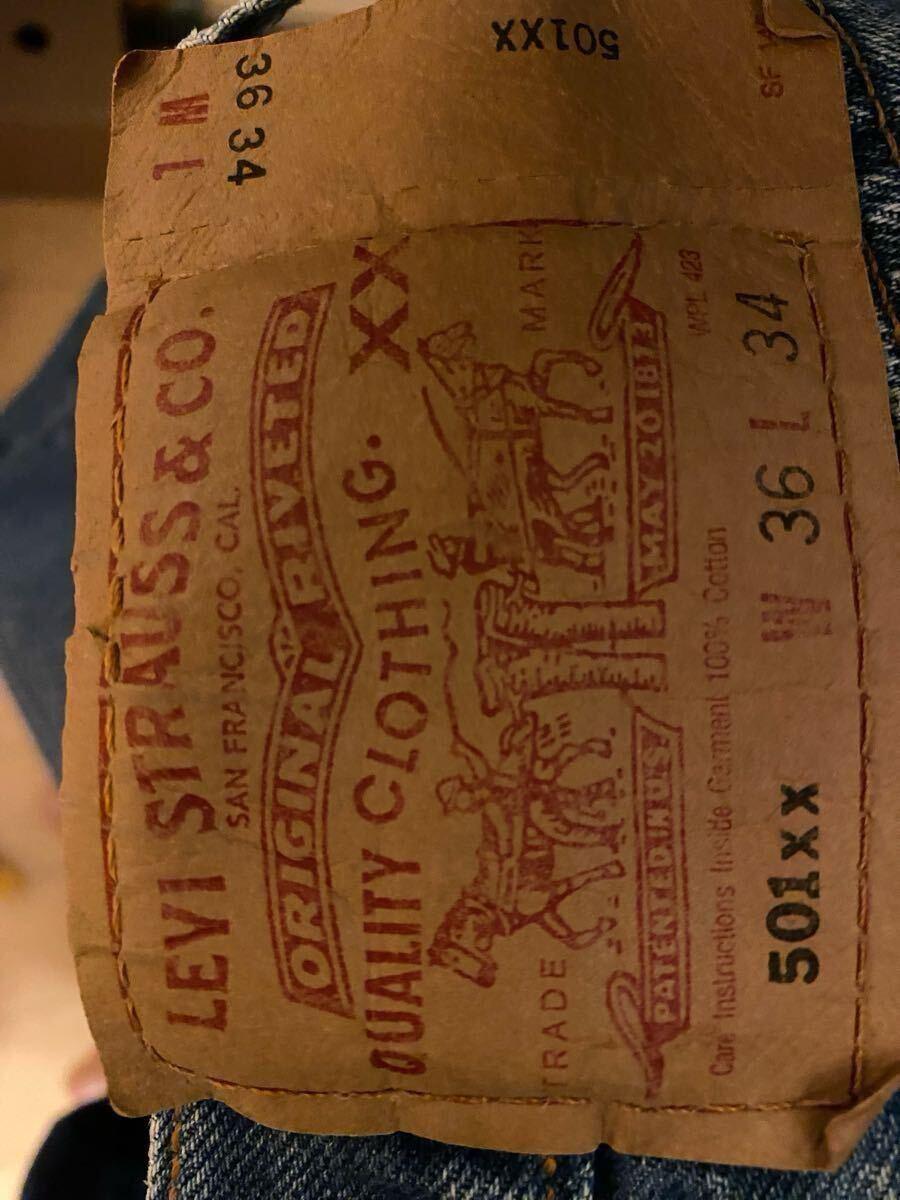 SF W
501XX
36 34
1 M
LEVI STRAUSS & CO.
SAN FRANCISCO, CAL.
ORIGINAL RIVETED
QUALITY CLOTHING. XX
TRADE MARK
PATENTED IN U.S. MAY 20 1873
WPL 423
Care Instructions Inside Garment 100% Cotton
501xx W 36 L 34